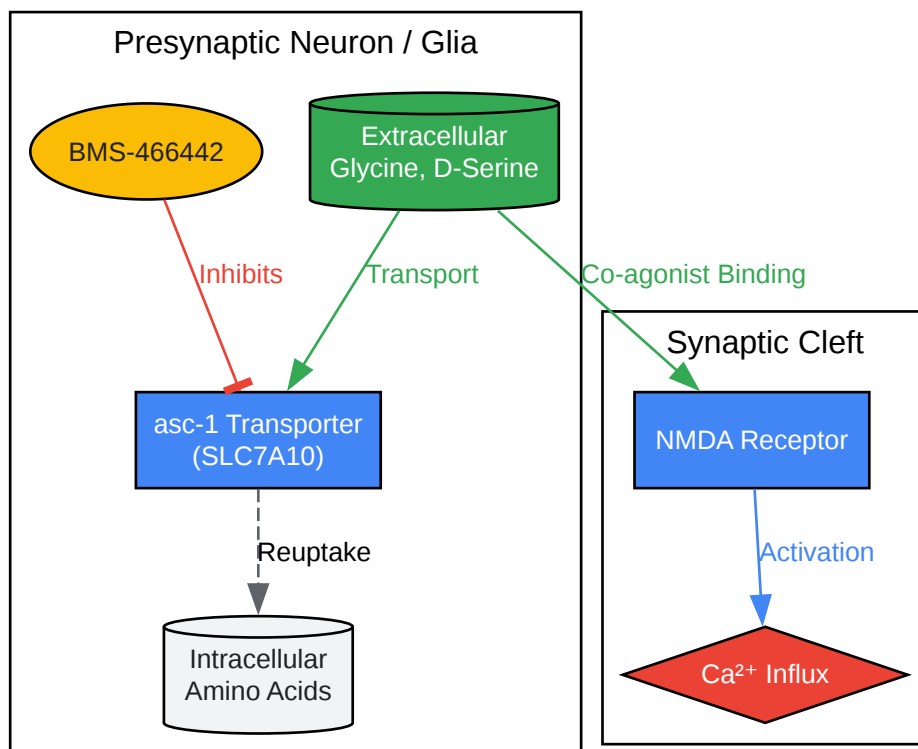 Presynaptic Neuron / Glia
BMS-466442
Extracellular
Glycine, D-Serine
Inhibits
Transport
Co-agonist Binding
Synaptic Cleft
asc-1 Transporter
(SLC7A10)
NMDA Receptor
Reuptake
Activation
Intracellular
Amino Acids
Ca²⁺ Influx